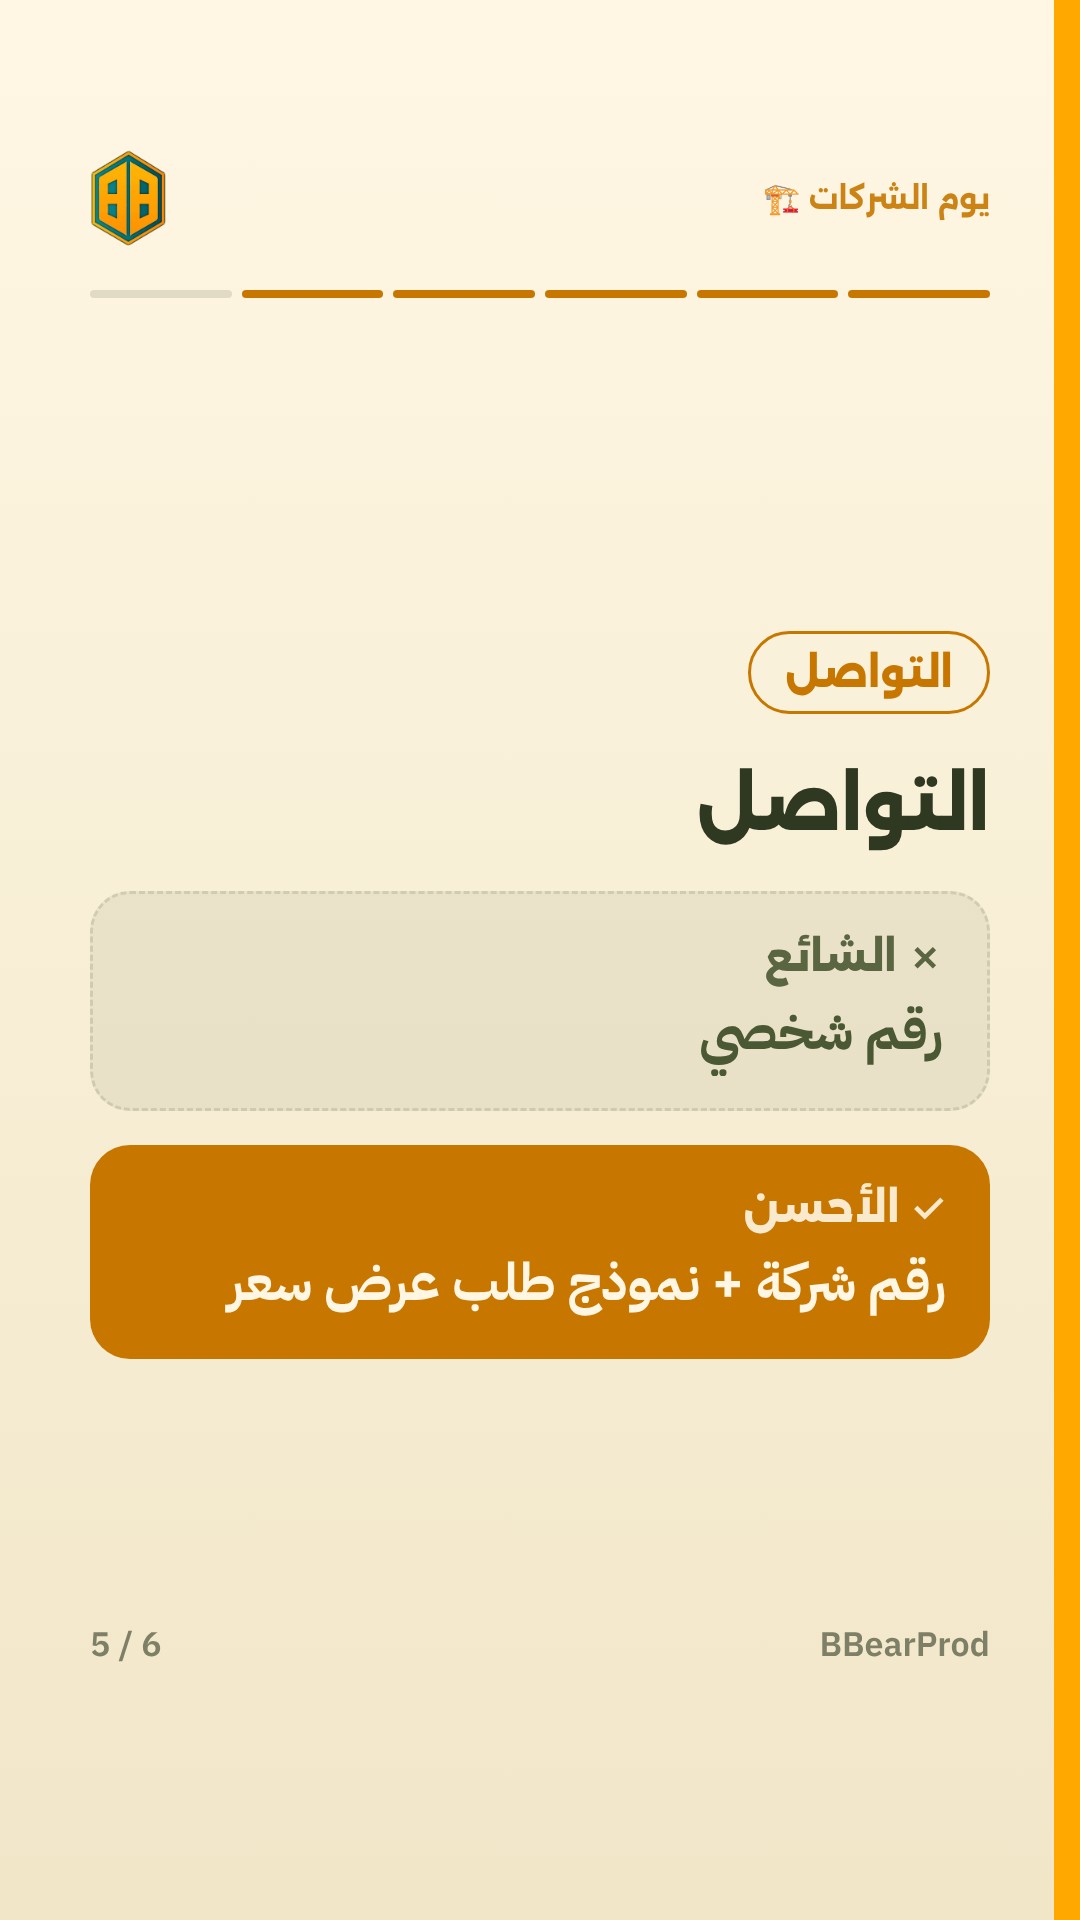 يوم الشركات 🏗️
التواصل
التواصل
× الشائع
رقم شخصي
✓ الأحسن
رقم شركة + نموذج طلب عرض سعر
BBearProd
5 / 6